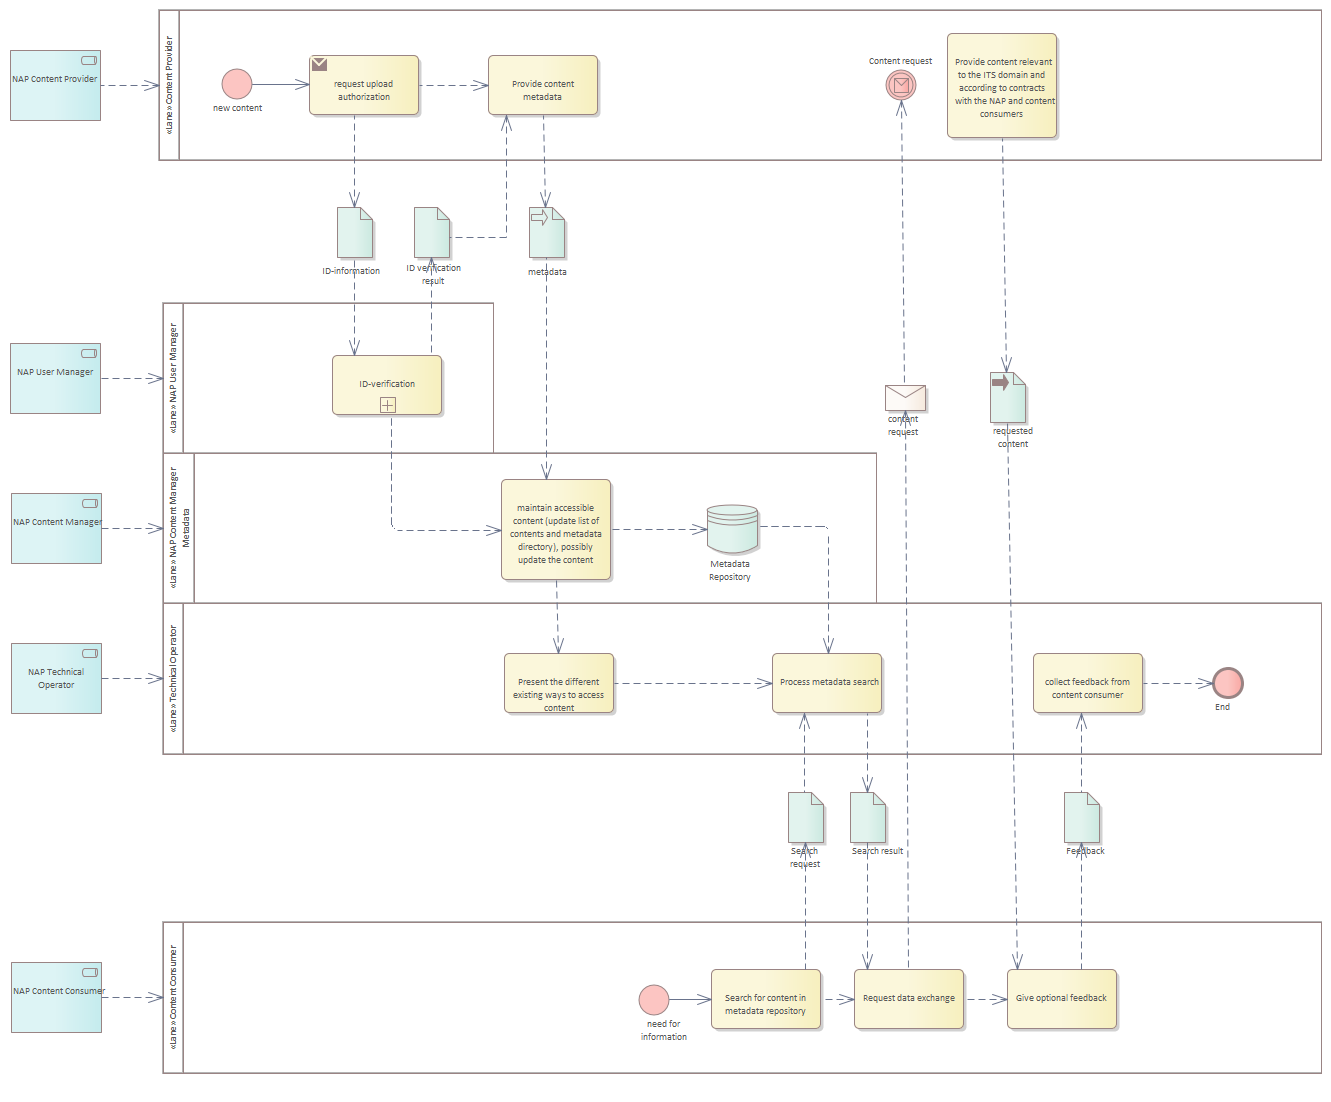 NAP Content Provider
«Lane» Content Provider
new content
request upload
authorization
Provide content
metadata
Content request
Provide content relevant
to the ITS domain and
according to contracts
with the NAP and content
consumers
ID-information
ID verification
result
metadata
NAP User Manager
«Lane» NAP User Manager
ID-verification
content
request
requested
content
NAP Content Manager
«Lane» NAP Content Manager
Metadata
maintain accessible
content (update list of
contents and metadata
directory), possibly
update the content
Metadata
Repository
NAP Technical
Operator
«Lane» Technical Operator
Present the different
existing ways to access
content
Process metadata search
collect feedback from
content consumer
End
Search
request
Search result
Feedback
NAP Content Consumer
«Lane» Content Consumer
need for
information
Search for content in
metadata repository
Request data exchange
Give optional feedback